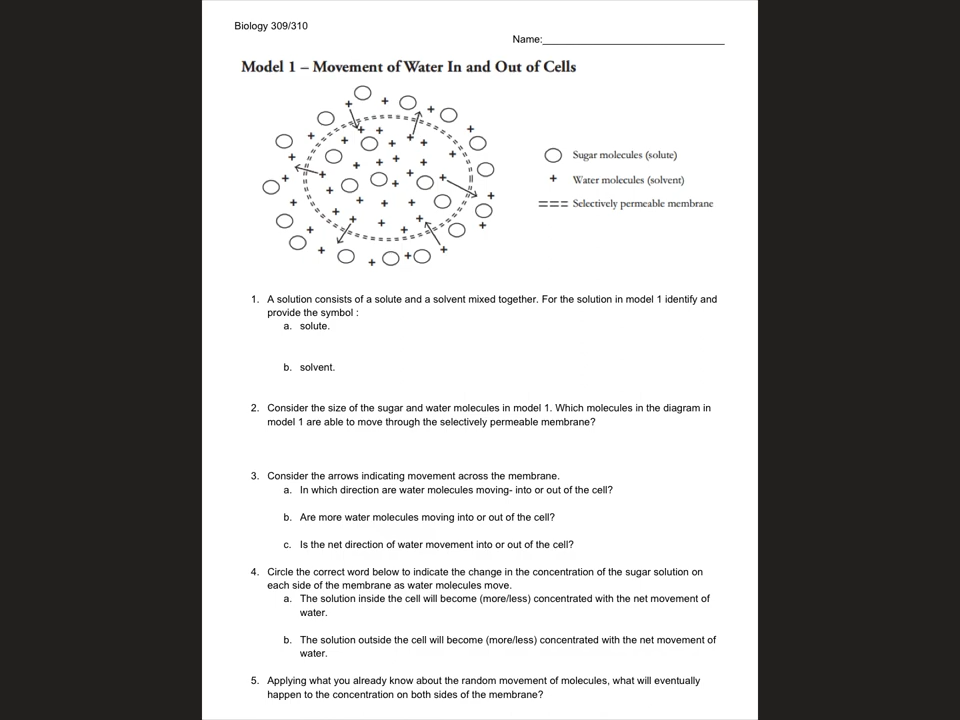 Biology 309/310
Name:______________________________
Model 1 – Movement of Water In and Out of Cells
Sugar molecules (solute)
+ Water molecules (solvent)
=== Selectively permeable membrane
1. A solution consists of a solute and a solvent mixed together. For the solution in model 1 identify and
provide the symbol :
a. solute.
b. solvent.
2. Consider the size of the sugar and water molecules in model 1. Which molecules in the diagram in
model 1 are able to move through the selectively permeable membrane?
3. Consider the arrows indicating movement across the membrane.
a. In which direction are water molecules moving- into or out of the cell?
b. Are more water molecules moving into or out of the cell?
c. Is the net direction of water movement into or out of the cell?
4. Circle the correct word below to indicate the change in the concentration of the sugar solution on
each side of the membrane as water molecules move.
a. The solution inside the cell will become (more/less) concentrated with the net movement of
water.
b. The solution outside the cell will become (more/less) concentrated with the net movement of
water.
5. Applying what you already know about the random movement of molecules, what will eventually
happen to the concentration on both sides of the membrane?